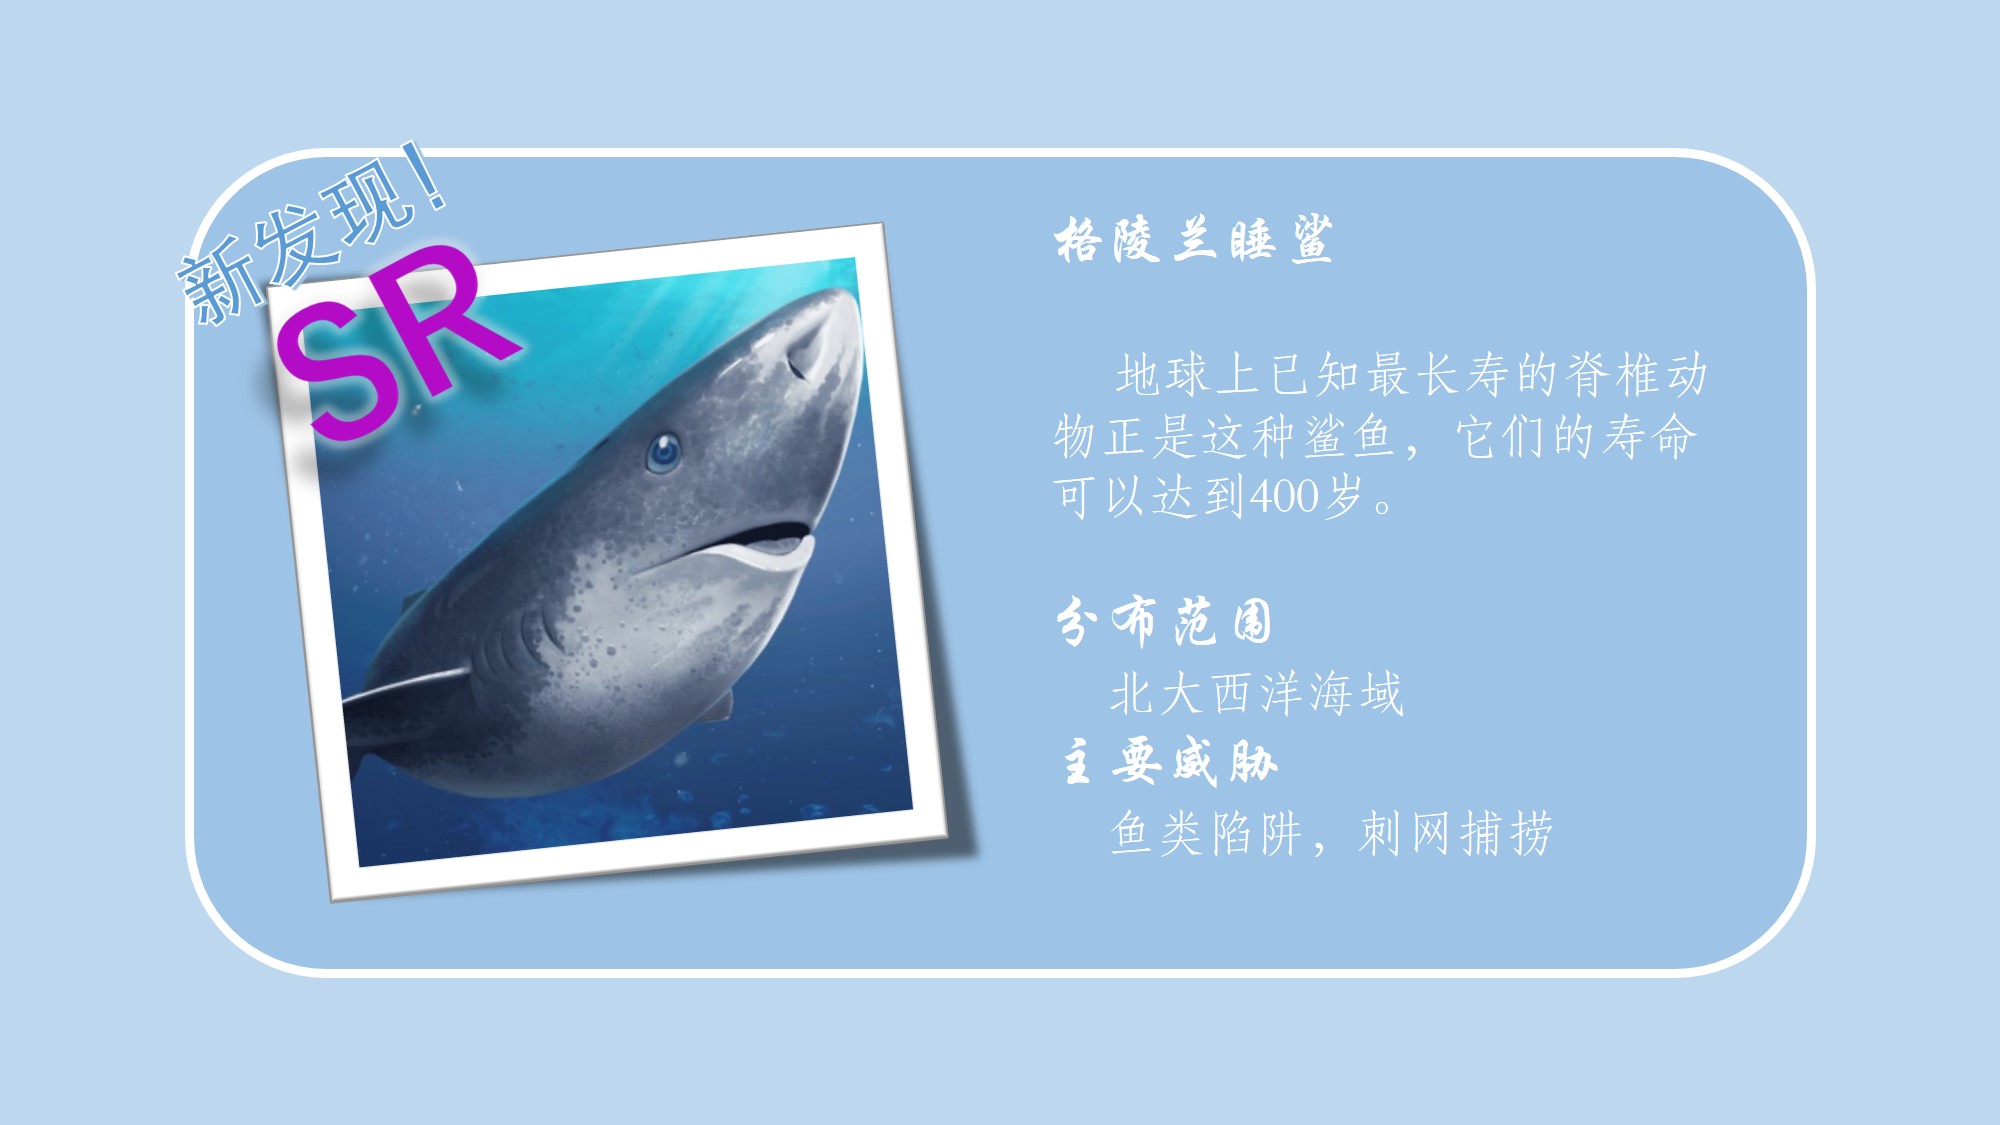 新发现！
SR
格陵兰睡鲨
地球上已知最长寿的脊椎动
物正是这种鲨鱼，它们的寿命
可以达到400岁。
分布范围
北大西洋海域
主要威胁
鱼类陷阱，刺网捕捞